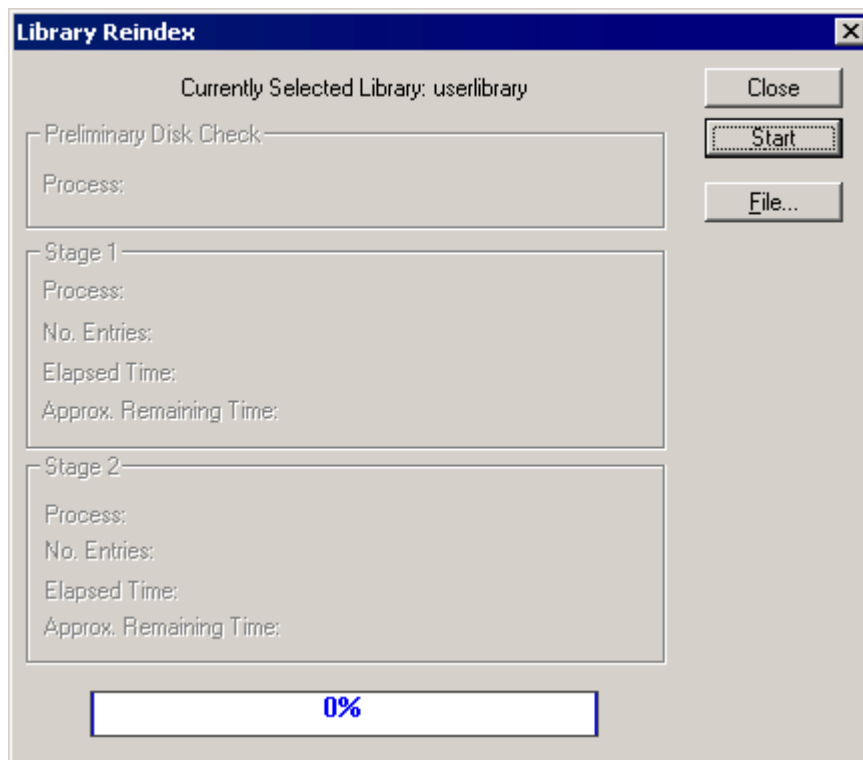 Library Reindex
Currently Selected Library: userlibrary
Close
Preliminary Disk Check
Start
Process:
File...
Stage 1
Process:
No. Entries:
Elapsed Time:
Approx. Remaining Time:
Stage 2
Process:
No. Entries:
Elapsed Time:
Approx. Remaining Time:
0%